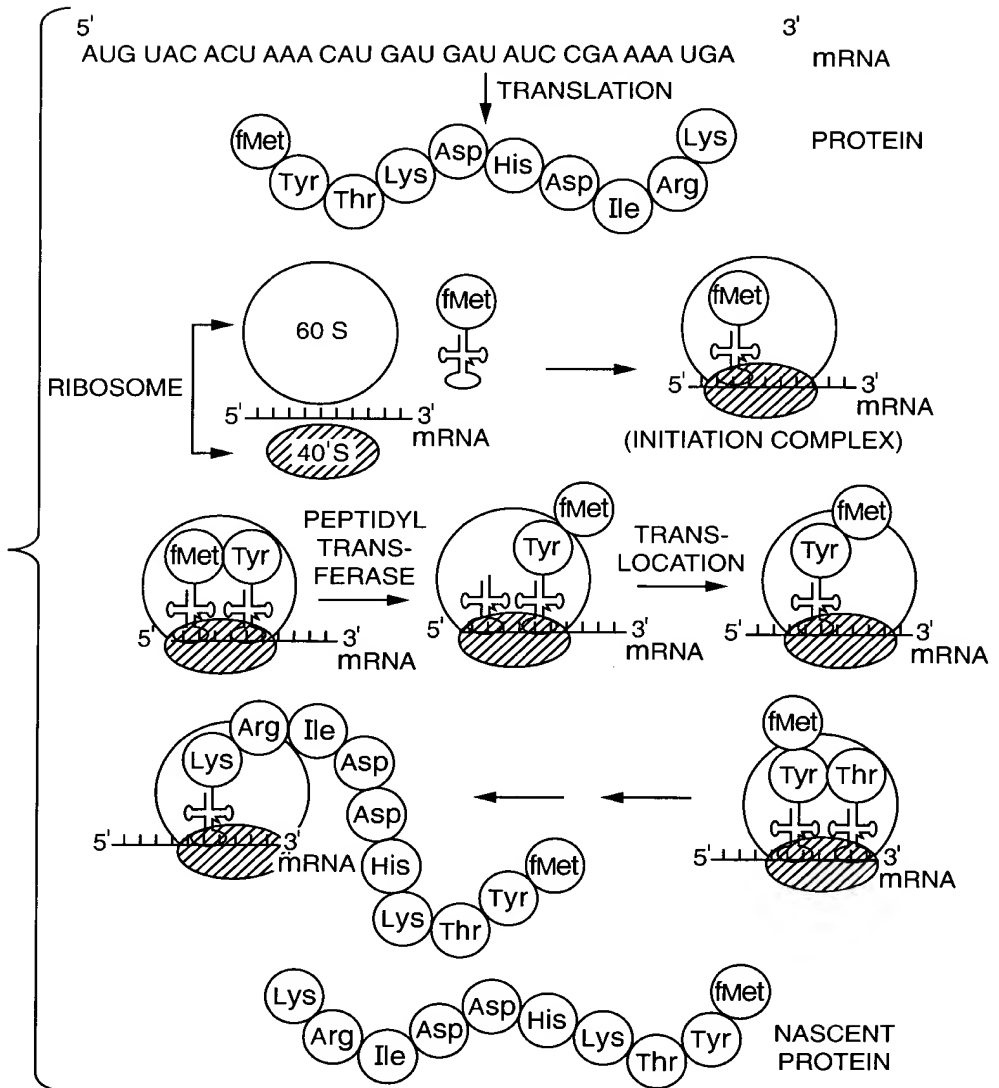 5' 3'
AUG UAC ACU AAA CAU GAU GAU AUC CGA AAA UGA mRNA
TRANSLATION
PROTEIN
fMet Tyr Thr Lys Asp His Asp Ile Arg Lys
60 S
fMet
fMet
RIBOSOME
5' 3'
mRNA
40'S
5' 3'
mRNA
(INITIATION COMPLEX)
fMet Tyr
5' 3'
mRNA
PEPTIDYL
TRANS-
FERASE
fMet
Tyr
5' 3'
mRNA
TRANS-
LOCATION
fMet
Tyr
5' 3'
mRNA
Lys Arg Ile Asp Asp His Lys Thr Tyr fMet
5' 3'
mRNA
fMet
Tyr Thr
5' 3'
mRNA
Lys Arg Ile Asp Asp His Lys Thr Tyr fMet
NASCENT
PROTEIN